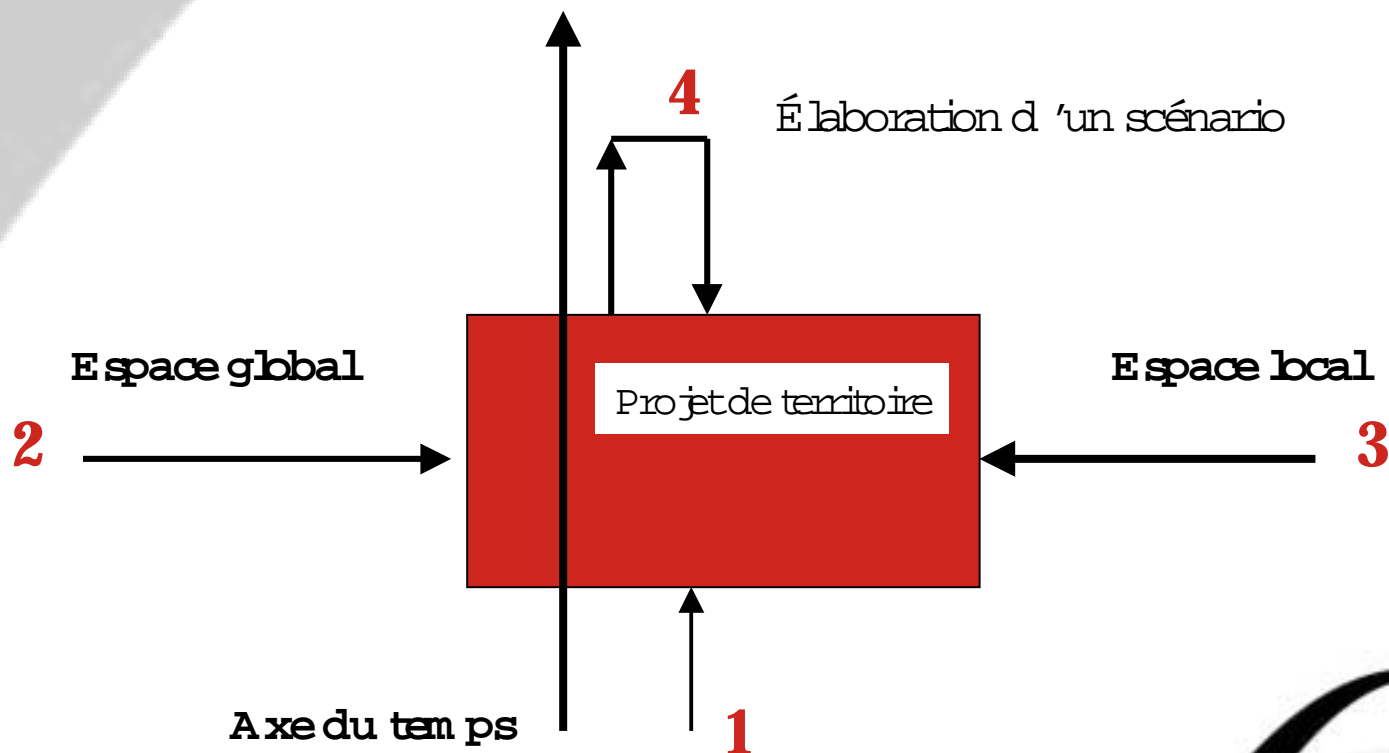 4
Élaboration d 'un scénario
Espace global
Espace local
Projet de territoire
2
3
Axe du temps
1